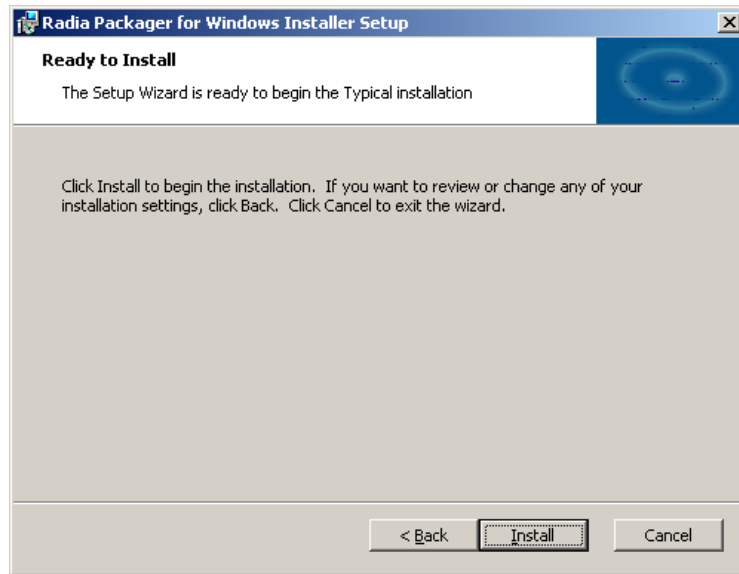 Radia Packager for Windows Installer Setup
Ready to Install
The Setup Wizard is ready to begin the Typical installation
Click Install to begin the installation.  If you want to review or change any of your
installation settings, click Back.  Click Cancel to exit the wizard.
< Back Install Cancel